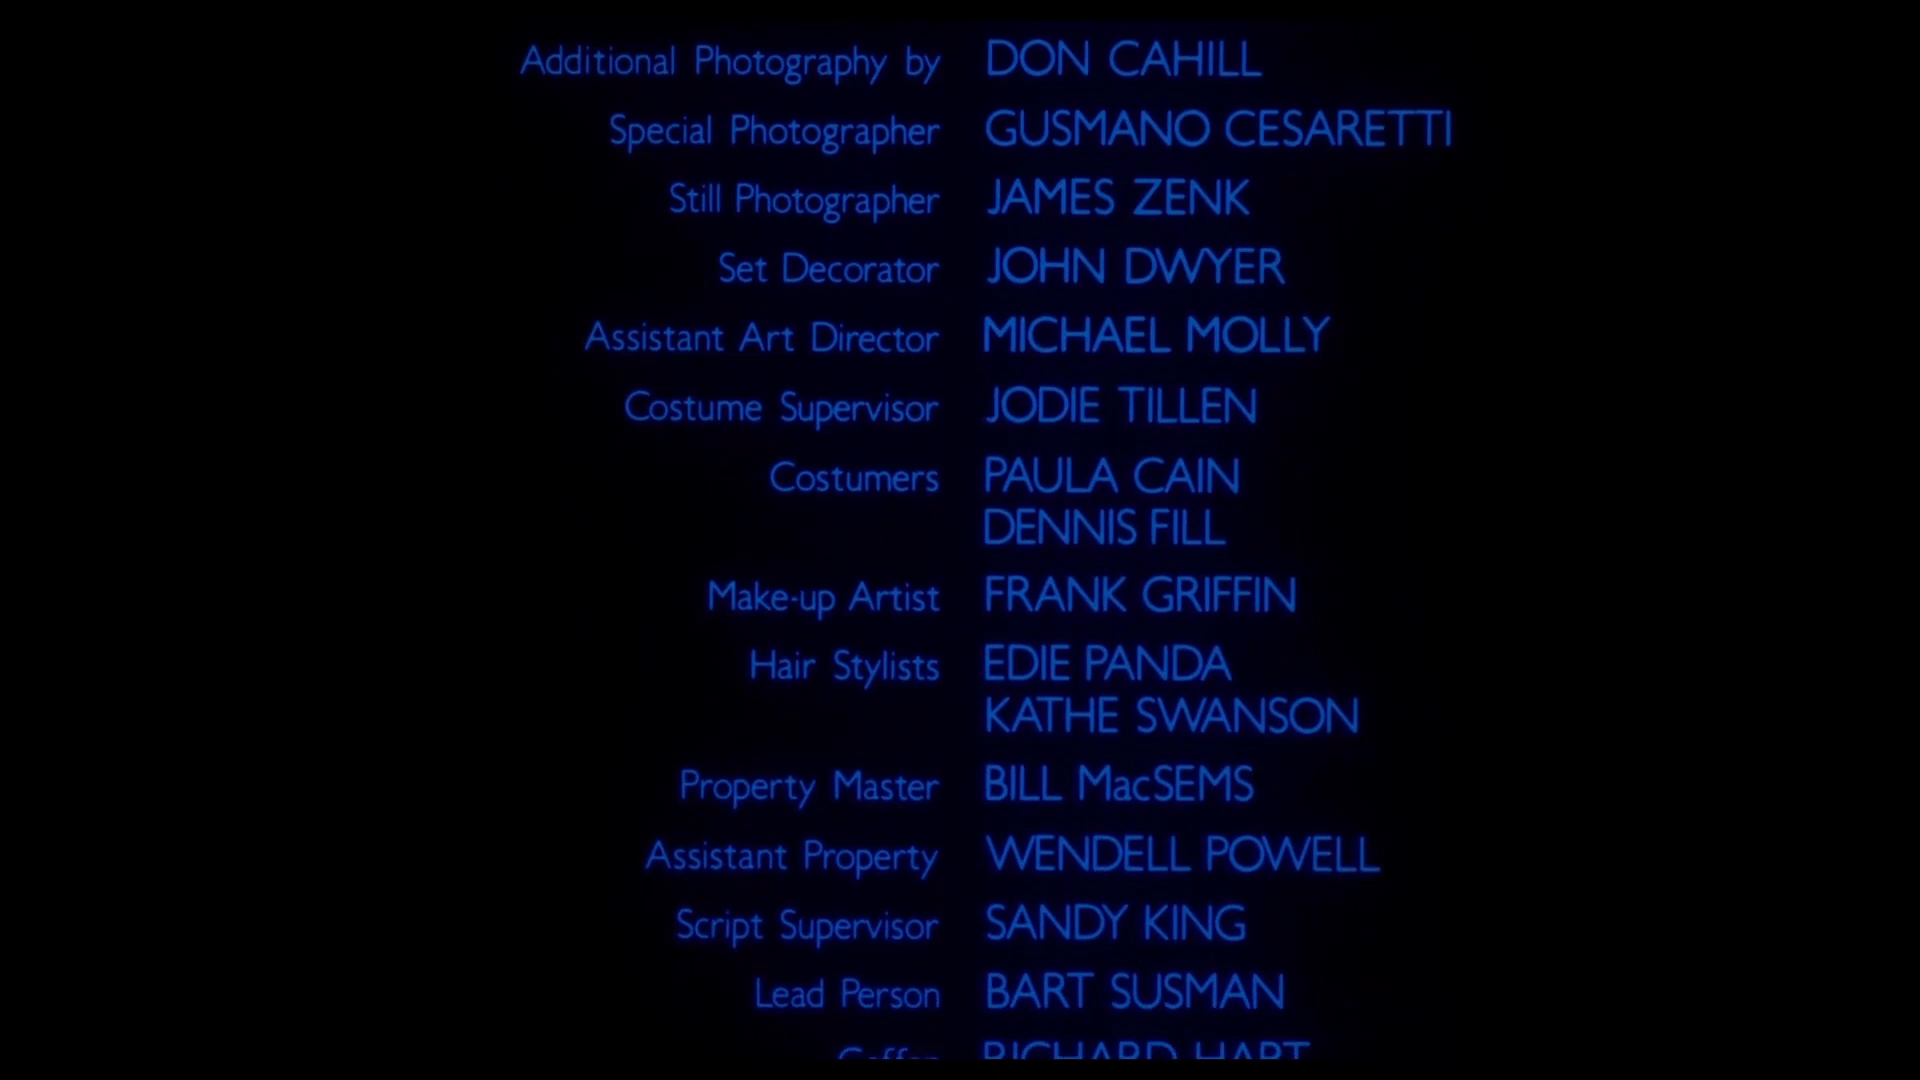 Additional Photography by DON CAHILL
Special Photographer GUSMANO CESARETTI
Still Photographer JAMES ZENK
Set Decorator JOHN DWYER
Assistant Art Director MICHAEL MOLLY
Costume Supervisor JODIE TILLEN
Costumers PAULA CAIN
DENNIS FILL
Make-up Artist FRANK GRIFFIN
Hair Stylists EDIE PANDA
KATHE SWANSON
Property Master BILL MacSEMS
Assistant Property WENDELL POWELL
Script Supervisor SANDY KING
Lead Person BART SUSMAN
Gaffer RICHARD HART